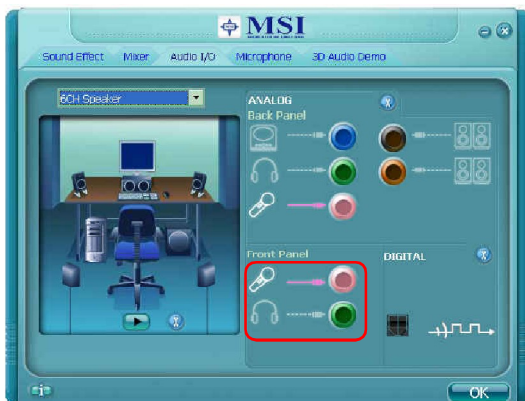 MSI
Sound Effect Mixer Audio I/O Microphone 3D Audio Demo
6CH Speaker
ANALOG
Back Panel
Front Panel
DIGITAL
OK